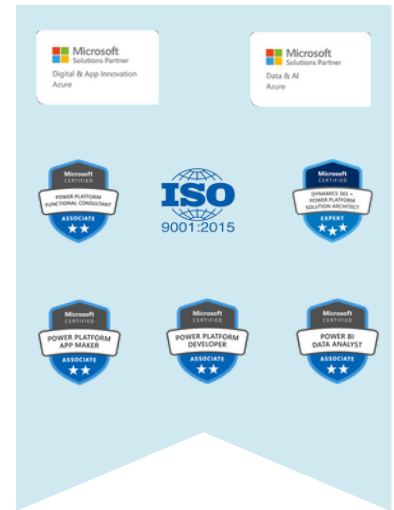 Microsoft
Solutions Partner
Digital & App Innovation
Azure
Microsoft
Solutions Partner
Data & AI
Azure
Microsoft
CERTIFIED
POWER PLATFORM
FUNCTIONAL CONSULTANT
ASSOCIATE
ISO
9001:2015
Microsoft
CERTIFIED
DYNAMICS 365 +
POWER PLATFORM
SOLUTION ARCHITECT
EXPERT
Microsoft
CERTIFIED
POWER PLATFORM
APP MAKER
ASSOCIATE
Microsoft
CERTIFIED
POWER PLATFORM
DEVELOPER
ASSOCIATE
Microsoft
CERTIFIED
POWER BI
DATA ANALYST
ASSOCIATE